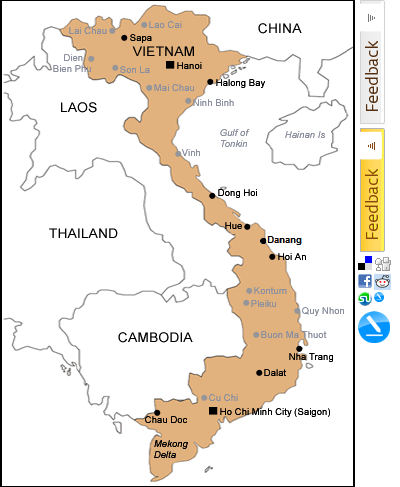 Lao Cai
Lai Chau
CHINA
Sapa
VIETNAM
Dien
Bien Phu
Son La
Hanoi
Mai Chau
Halong Bay
LAOS
Ninh Binh
Gulf of
Tonkin
Hainan Is
Vinh
Dong Hoi
THAILAND
Hue
Danang
Hoi An
Kontum
Pleiku
Quy Nhon
CAMBODIA
Buon Ma Thuot
Nha Trang
Dalat
Cu Chi
Chau Doc
Ho Chi Minh City (Saigon)
Mekong
Delta
Feedback
Feedback